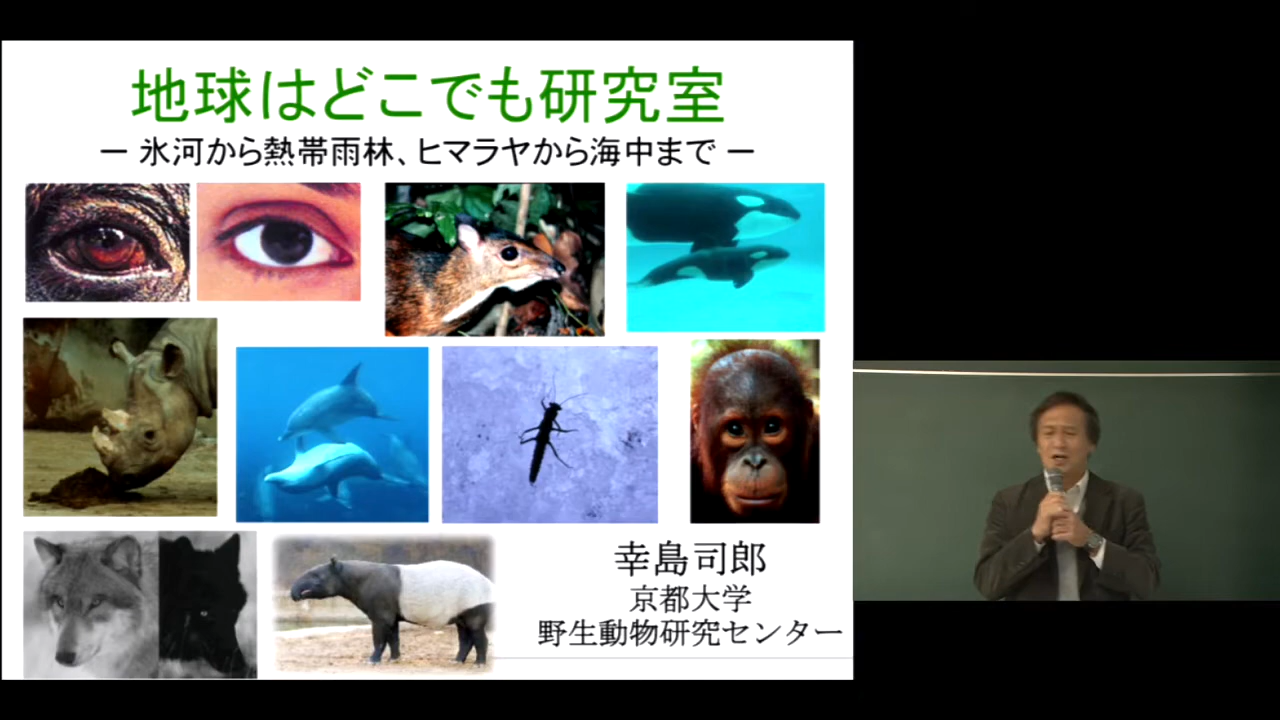 地球はどこでも研究室
ー 氷河から熱帯雨林、ヒマラヤから海中まで ー
幸島司郎
京都大学
野生動物研究センター